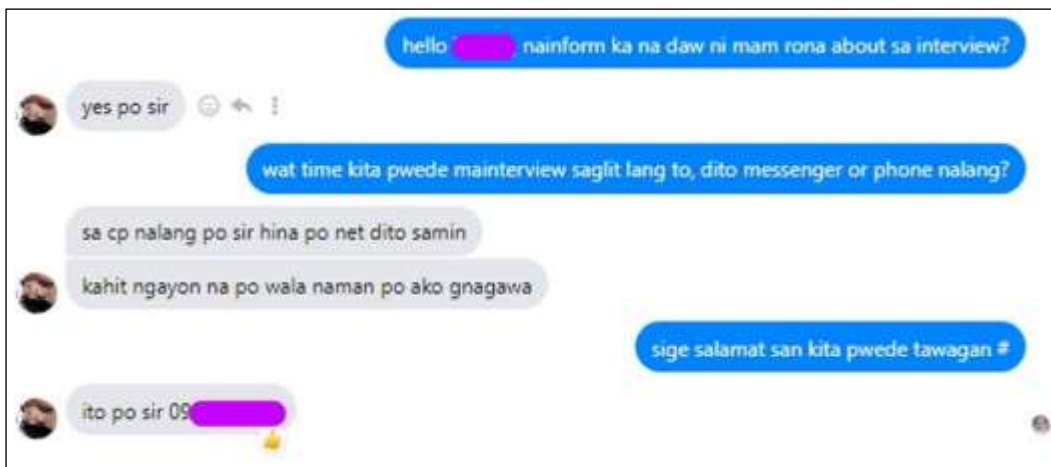 hello nainform ka na daw ni mam rona about sa interview?
yes po sir
wat time kita pwede mainterview saglit lang to, dito messenger or phone nalang?
sa cp nalang po sir hina po net dito samin
kahit ngayon na po wala naman po ako gnagawa
sige salamat san kita pwede tawagan #
ito po sir 09